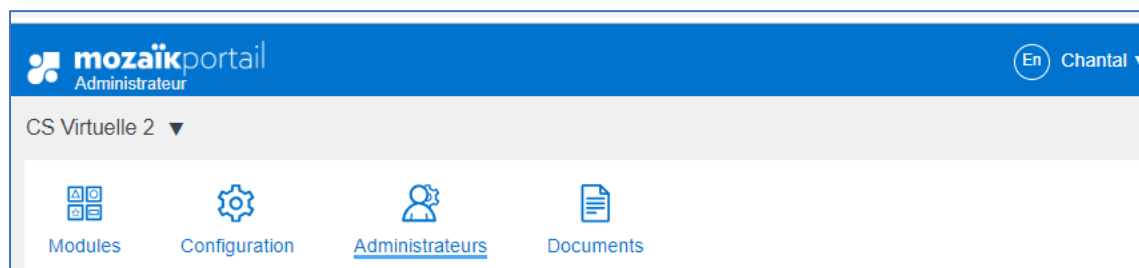 mozaïkportail
Administrateur
En Chantal
CS Virtuelle 2
Modules Configuration Administrateurs Documents